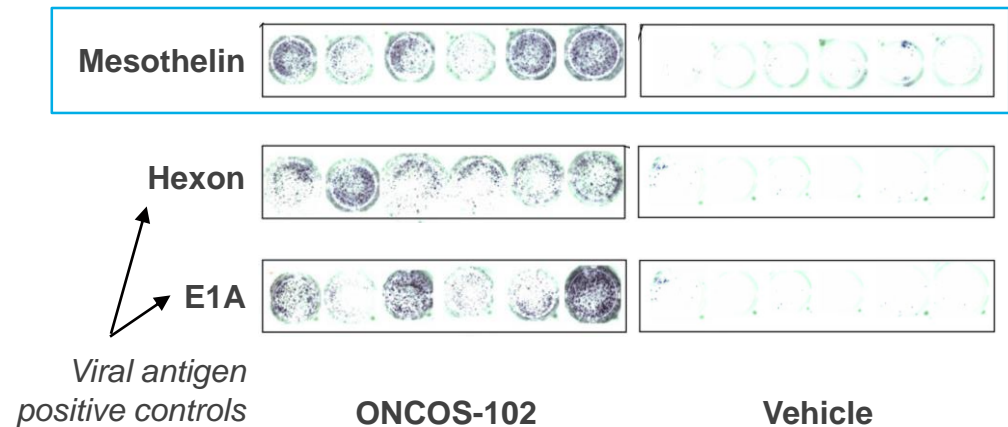 Mesothelin
Hexon
E1A
Viral antigen
positive controls
ONCOS-102
Vehicle